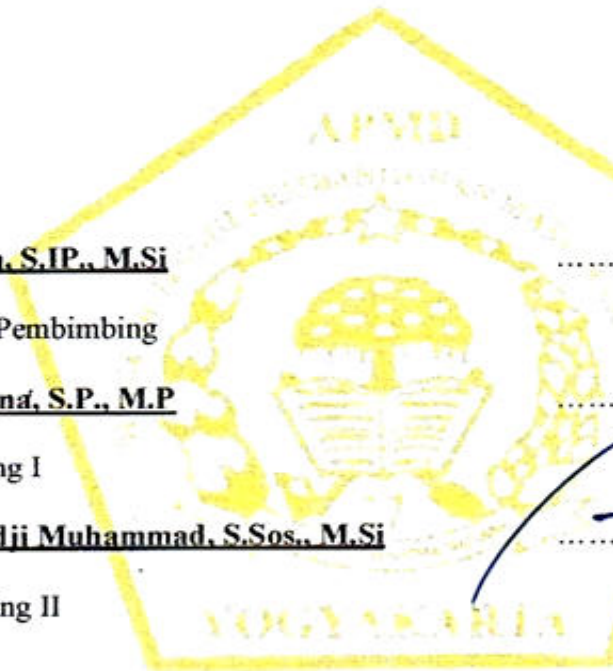 APMD
, S.IP., M.Si ........
Pembimbing
na, S.P., M.P ........
ng I
dji Muhammad, S.Sos., M.Si ........
ng II
YOGYAKARTA